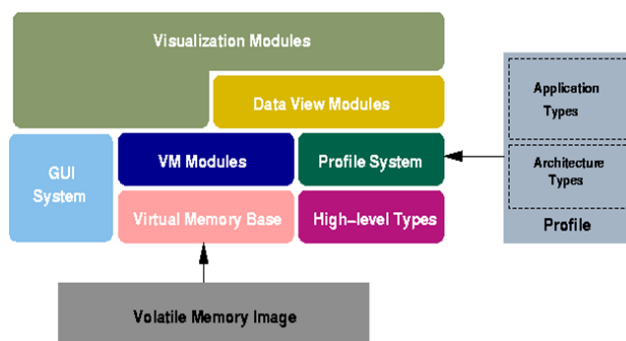 Visualization Modules
Data View Modules
GUI
System
VM Modules
Profile System
Virtual Memory Base
High-level Types
Volatile Memory Image
Application
Types
Architecture
Types
Profile